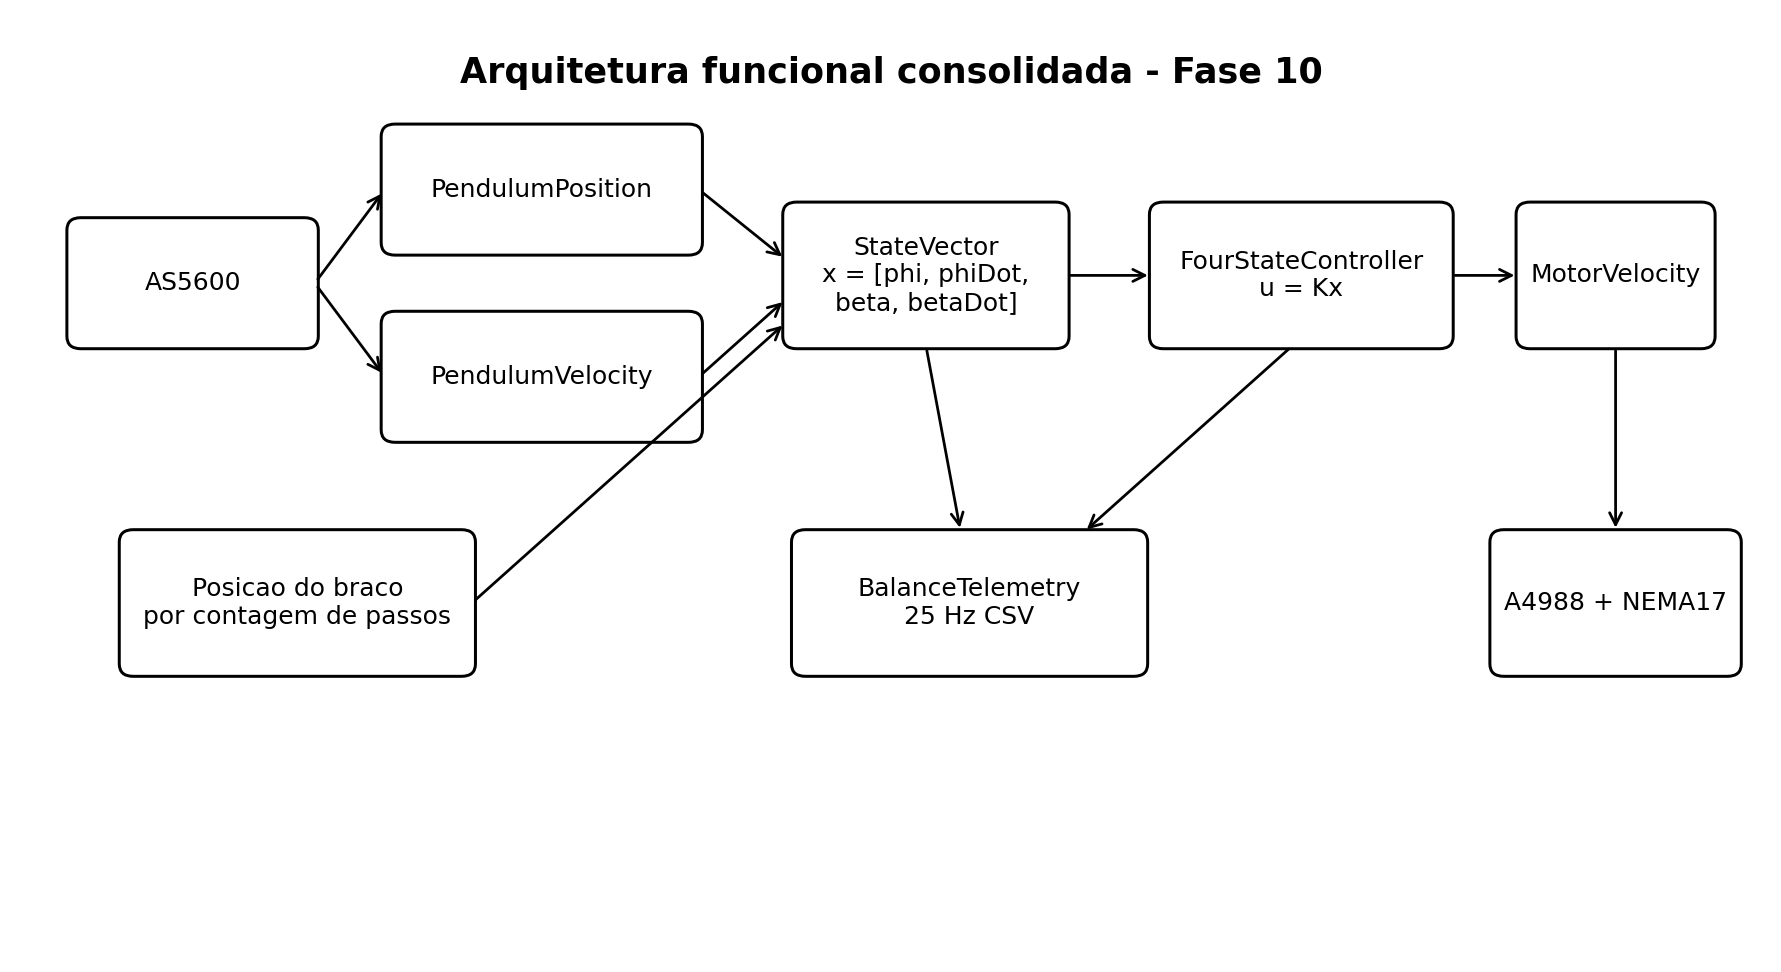 Arquitetura funcional consolidada - Fase 10
PendulumPosition
AS5600
PendulumVelocity
StateVector
x = [phi, phiDot,
beta, betaDot]
FourStateController
u = Kx
MotorVelocity
Posicao do braco
por contagem de passos
BalanceTelemetry
25 Hz CSV
A4988 + NEMA17